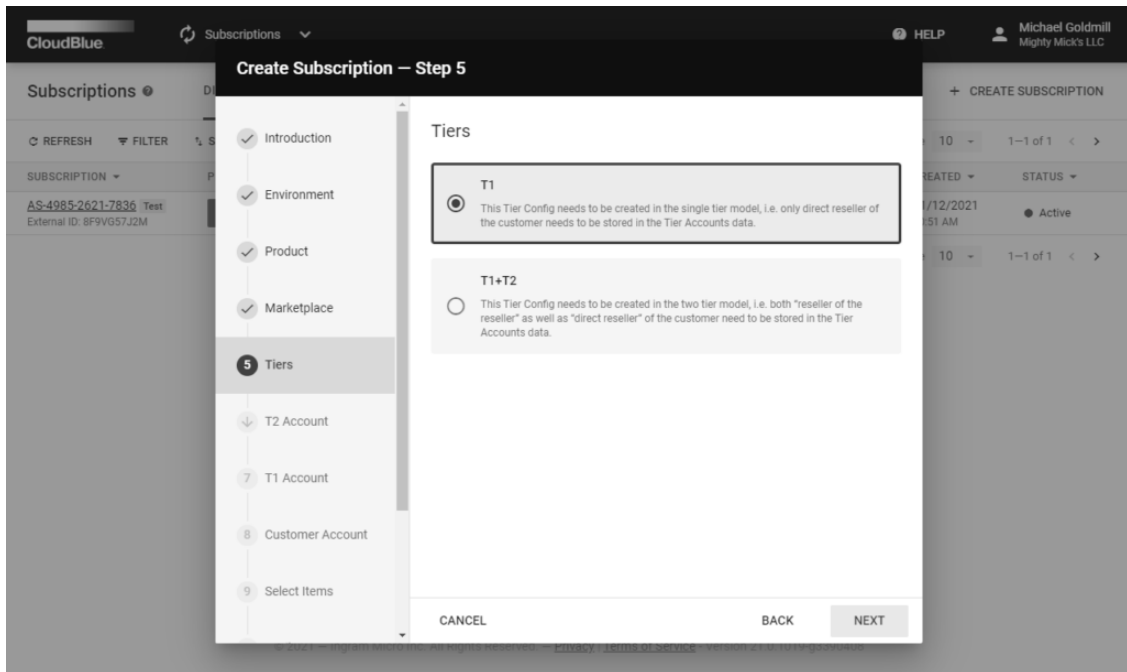 CloudBlue
Subscriptions
HELP
Michael Goldmill
Mighty Mick's LLC
Create Subscription — Step 5
Subscriptions
CREATE SUBSCRIPTION
REFRESH
FILTER
10
1—1 of 1
SUBSCRIPTION
STATUS
AS-4985-2621-7836 Test
External ID: 8F9VG57J2M
Active
10
1—1 of 1
Introduction
Environment
Product
Marketplace
5 Tiers
T2 Account
7 T1 Account
8 Customer Account
9 Select Items
Tiers
T1
This Tier Config needs to be created in the single tier model, i.e. only direct reseller of
the customer needs to be stored in the Tier Accounts data.
T1+T2
This Tier Config needs to be created in the two tier model, i.e. both "reseller of the
reseller" as well as "direct reseller" of the customer need to be stored in the Tier
Accounts data.
CANCEL
BACK
NEXT